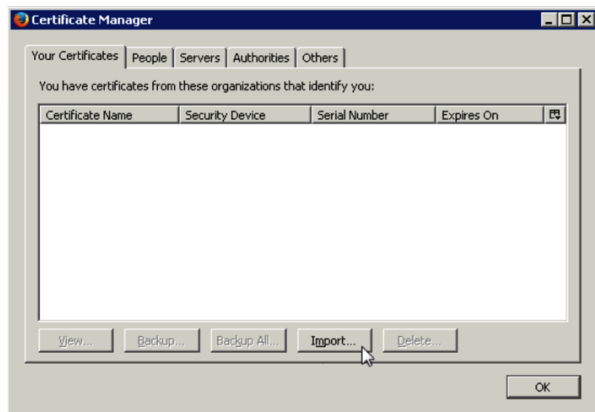 Certificate Manager
Your Certificates People Servers Authorities Others
You have certificates from these organizations that identify you:
Certificate Name Security Device Serial Number Expires On
View... Backup... Backup All... Import... Delete...
OK